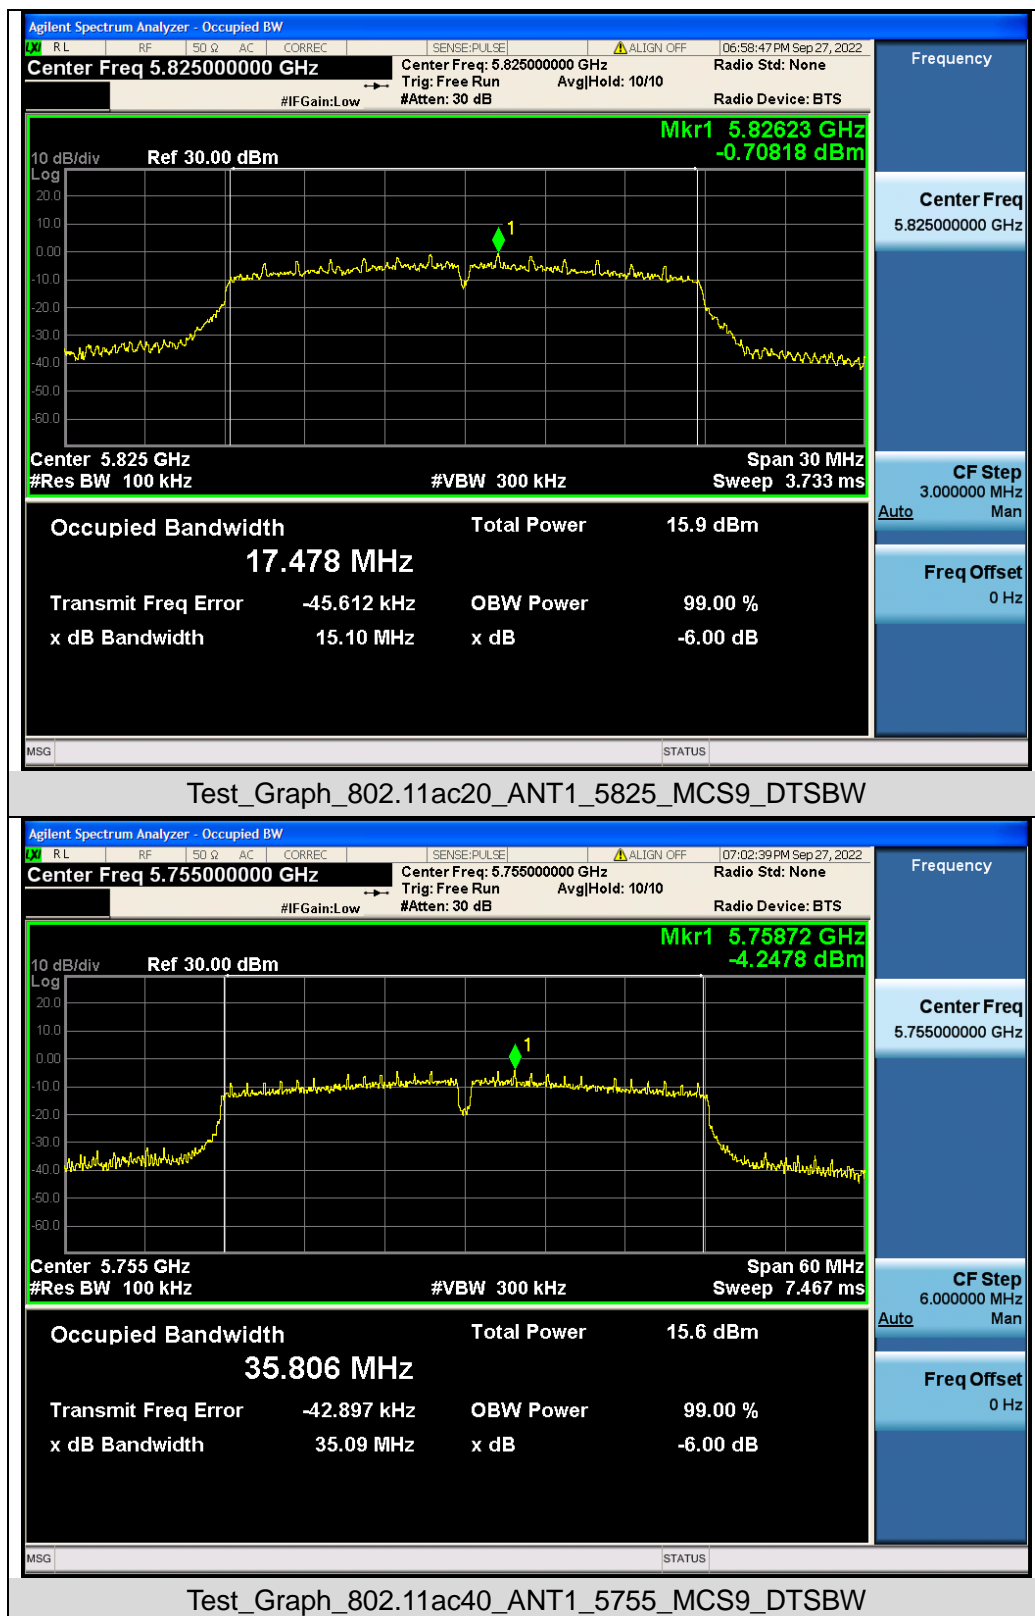 Agilent Spectrum Analyzer - Occupied BW
LXI RL RF 50 Ω AC CORREC SENSE:PULSE ALIGN OFF 06:58:47 PM Sep 27, 2022
Center Freq 5.825000000 GHz
Center Freq: 5.825000000 GHz Radio Std: None
Trig: Free Run Avg|Hold: 10/10
#IFGain:Low #Atten: 30 dB Radio Device: BTS
Frequency
Mkr1 5.82623 GHz
-0.70818 dBm
10 dB/div Ref 30.00 dBm
Log
20.0
10.0
0.00
-10.0
-20.0
-30.0
-40.0
-50.0
-60.0
1
Center 5.825 GHz Span 30 MHz
#Res BW 100 kHz #VBW 300 kHz Sweep 3.733 ms
Center Freq
5.825000000 GHz
CF Step
3.000000 MHz
Auto Man
Freq Offset
0 Hz
Occupied Bandwidth Total Power 15.9 dBm
17.478 MHz
Transmit Freq Error -45.612 kHz OBW Power 99.00 %
x dB Bandwidth 15.10 MHz x dB -6.00 dB
MSG STATUS
Test_Graph_802.11ac20_ANT1_5825_MCS9_DTSBW
Agilent Spectrum Analyzer - Occupied BW
LXI RL RF 50 Ω AC CORREC SENSE:PULSE ALIGN OFF 07:02:39 PM Sep 27, 2022
Center Freq 5.755000000 GHz
Center Freq: 5.755000000 GHz Radio Std: None
Trig: Free Run Avg|Hold: 10/10
#IFGain:Low #Atten: 30 dB Radio Device: BTS
Frequency
Mkr1 5.75872 GHz
-4.2478 dBm
10 dB/div Ref 30.00 dBm
Log
20.0
10.0
0.00
-10.0
-20.0
-30.0
-40.0
-50.0
-60.0
1
Center 5.755 GHz Span 60 MHz
#Res BW 100 kHz #VBW 300 kHz Sweep 7.467 ms
Center Freq
5.755000000 GHz
CF Step
6.000000 MHz
Auto Man
Freq Offset
0 Hz
Occupied Bandwidth Total Power 15.6 dBm
35.806 MHz
Transmit Freq Error -42.897 kHz OBW Power 99.00 %
x dB Bandwidth 35.09 MHz x dB -6.00 dB
MSG STATUS
Test_Graph_802.11ac40_ANT1_5755_MCS9_DTSBW